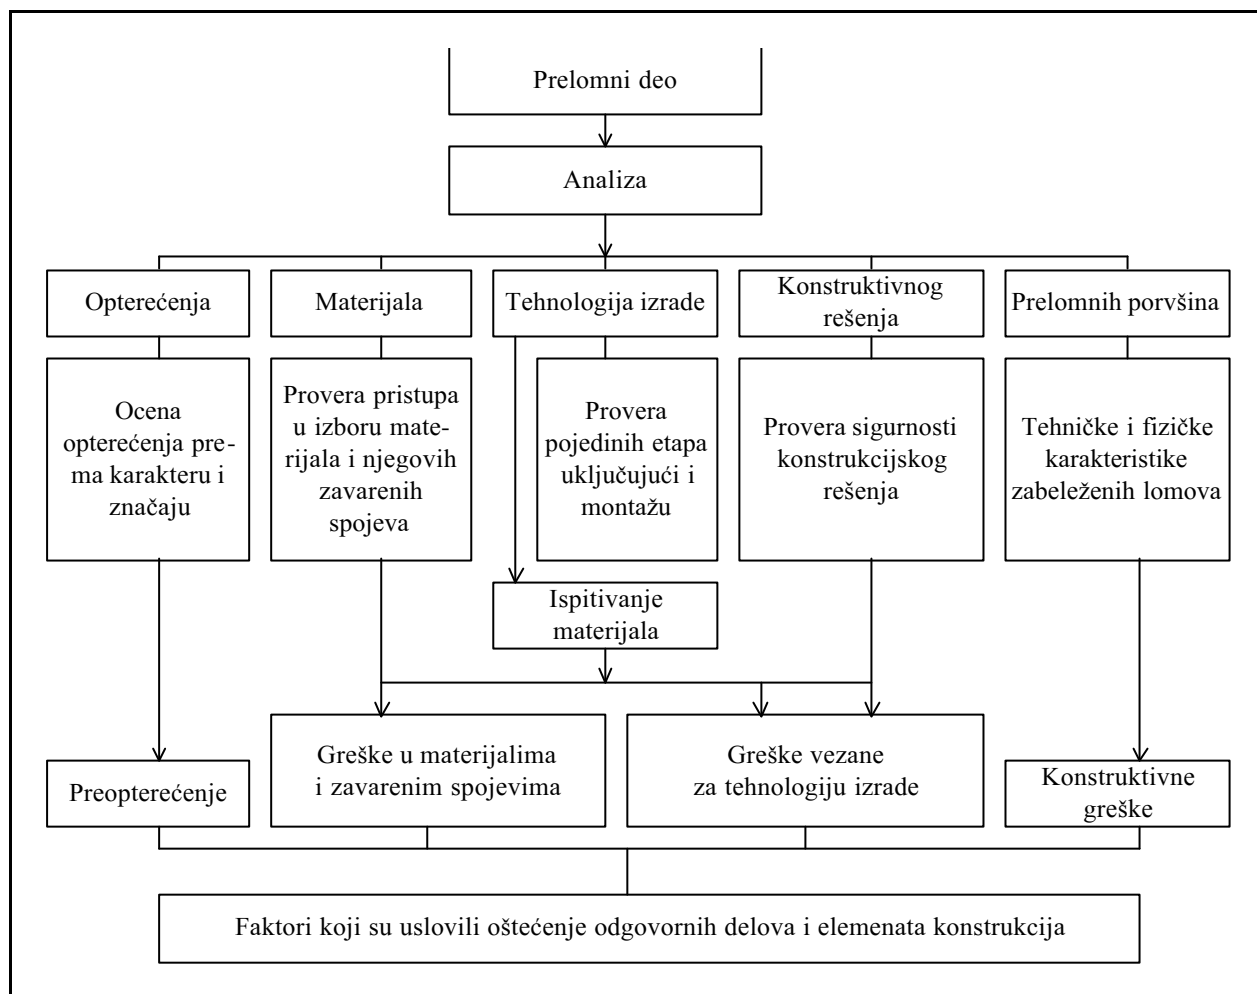 Prelomni deo
Analiza
Opterećenja
Materijala
Tehnologija izrade
Konstruktivnog
rešenja
Prelomnih porvšina
Ocena
opterećenja pre-
ma karakteru i
značaju
Provera pristupa
u izboru mate-
rijala i njegovih
zavarenih
spojeva
Provera
pojedinih etapa
uključujući i
montažu
Provera sigurnosti
konstrukcijskog
rešenja
Tehničke i fizičke
karakteristike
zabeleženih lomova
Ispitivanje
materijala
Preopterećenje
Greške u materijalima
i zavarenim spojevima
Greške vezane
za tehnologiju izrade
Konstruktivne
greške
Faktori koji su uslovili oštećenje odgovornih delova i elemenata konstrukcija